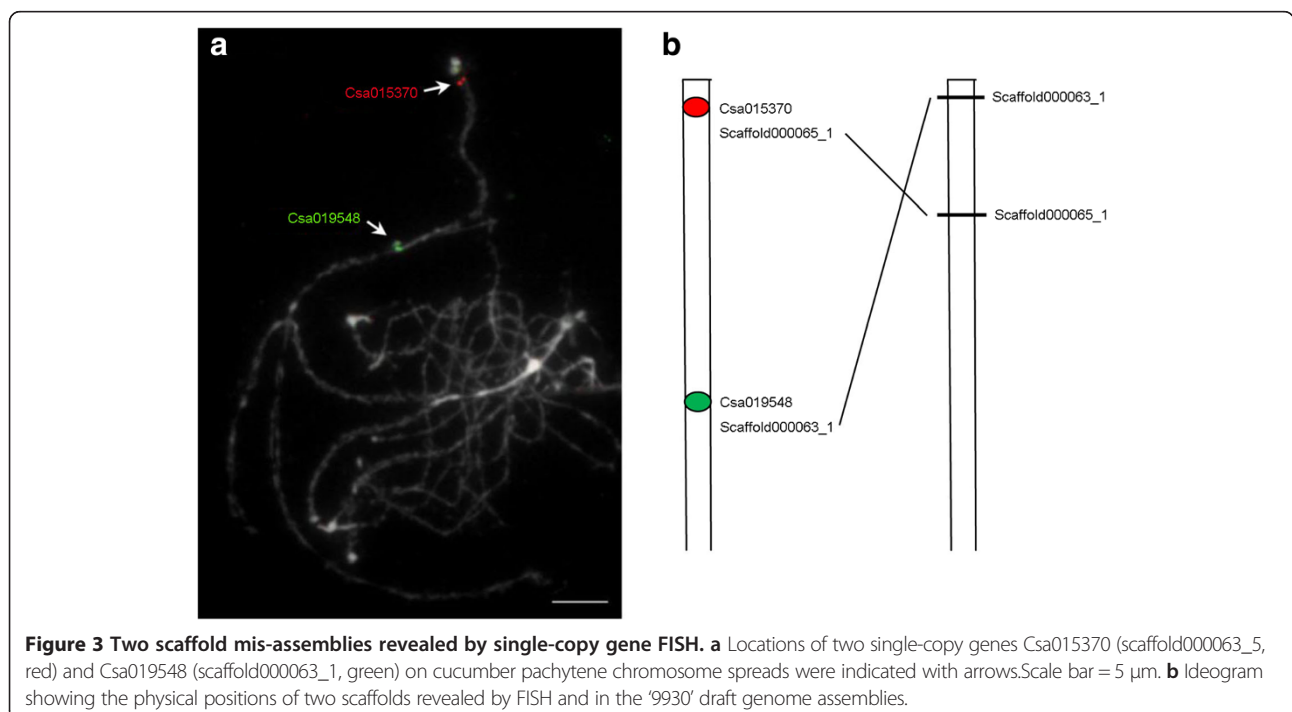 a
Csa015370
Csa019548
b
Csa015370
Scaffold000065_1
Csa019548
Scaffold000063_1
Scaffold000063_1
Scaffold000065_1
Figure 3 Two scaffold mis-assemblies revealed by single-copy gene FISH. a Locations of two single-copy genes Csa015370 (scaffold000063_5,
red) and Csa019548 (scaffold000063_1, green) on cucumber pachytene chromosome spreads were indicated with arrows.Scale bar = 5 μm. b Ideogram
showing the physical positions of two scaffolds revealed by FISH and in the ‘9930’ draft genome assemblies.